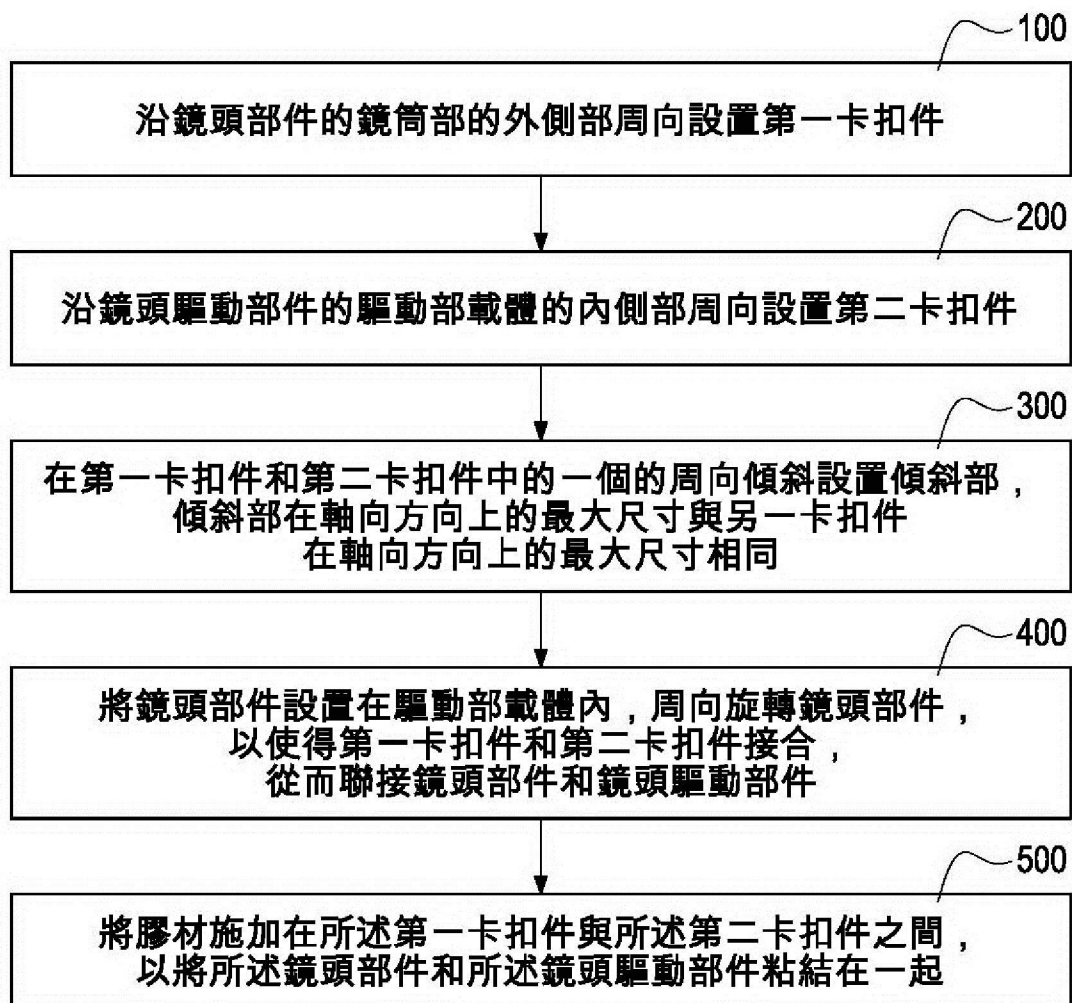 100
沿鏡頭部件的鏡筒部的外側部周向設置第一卡扣件
200
沿鏡頭驅動部件的驅動部載體的內側部周向設置第二卡扣件
300
在第一卡扣件和第二卡扣件中的一個的周向傾斜設置傾斜部，
傾斜部在軸向方向上的最大尺寸與另一卡扣件
在軸向方向上的最大尺寸相同
400
將鏡頭部件設置在驅動部載體內，周向旋轉鏡頭部件，
以使得第一卡扣件和第二卡扣件接合，
從而聯接鏡頭部件和鏡頭驅動部件
500
將膠材施加在所述第一卡扣件與所述第二卡扣件之間，
以將所述鏡頭部件和所述鏡頭驅動部件粘結在一起